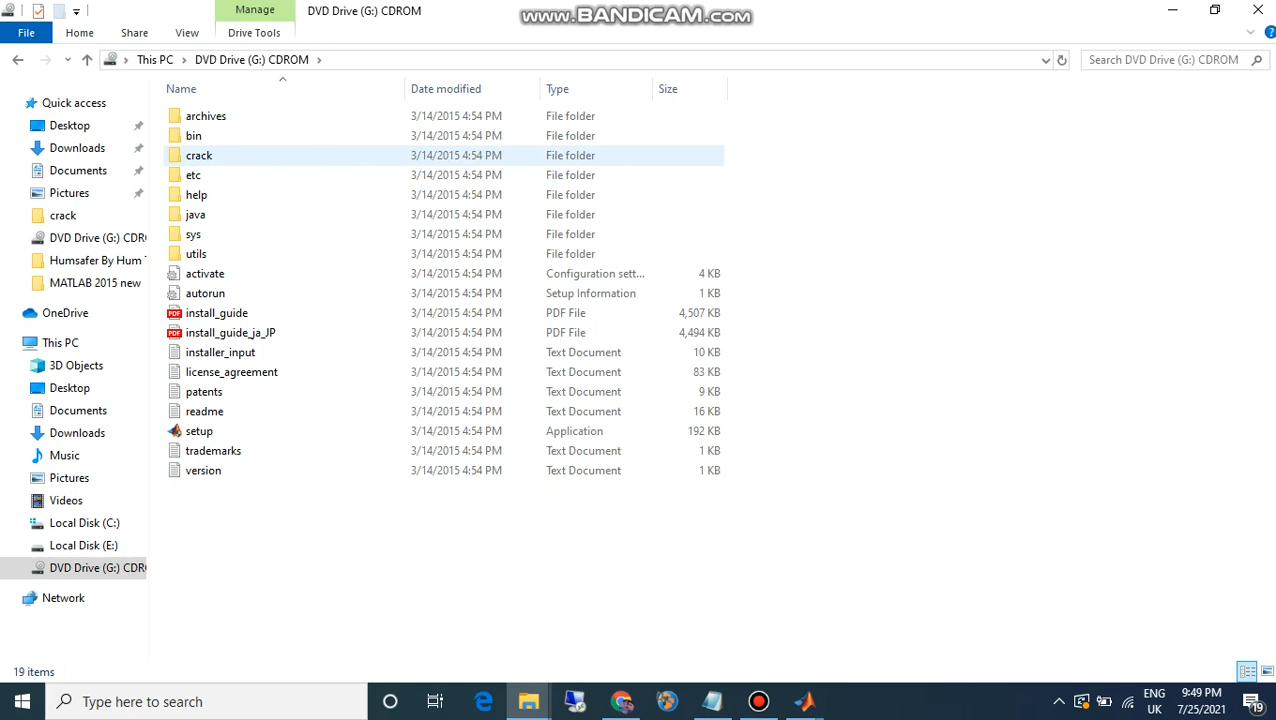 Manage
DVD Drive (G:) CDROM
www.BANDICAM.com
File
Home
Share
View
Drive Tools
This PC
DVD Drive (G:) CDROM
Search DVD Drive (G:) CDROM
Name
Date modified
Type
Size
Quick access
Desktop
Downloads
Documents
Pictures
crack
DVD Drive (G:) CDR
Humsafer By Hum T
MATLAB 2015 new
OneDrive
This PC
3D Objects
Desktop
Documents
Downloads
Music
Pictures
Videos
Local Disk (C:)
Local Disk (E:)
DVD Drive (G:) CDR
Network
archives 3/14/2015 4:54 PM File folder
bin 3/14/2015 4:54 PM File folder
crack 3/14/2015 4:54 PM File folder
etc 3/14/2015 4:54 PM File folder
help 3/14/2015 4:54 PM File folder
java 3/14/2015 4:54 PM File folder
sys 3/14/2015 4:54 PM File folder
utils 3/14/2015 4:54 PM File folder
activate 3/14/2015 4:54 PM Configuration sett... 4 KB
autorun 3/14/2015 4:54 PM Setup Information 1 KB
install_guide 3/14/2015 4:54 PM PDF File 4,507 KB
install_guide_ja_JP 3/14/2015 4:54 PM PDF File 4,494 KB
installer_input 3/14/2015 4:54 PM Text Document 10 KB
license_agreement 3/14/2015 4:54 PM Text Document 83 KB
patents 3/14/2015 4:54 PM Text Document 9 KB
readme 3/14/2015 4:54 PM Text Document 16 KB
setup 3/14/2015 4:54 PM Application 192 KB
trademarks 3/14/2015 4:54 PM Text Document 1 KB
version 3/14/2015 4:54 PM Text Document 1 KB
19 items
Type here to search
ENG
UK
9:49 PM
7/25/2021
19